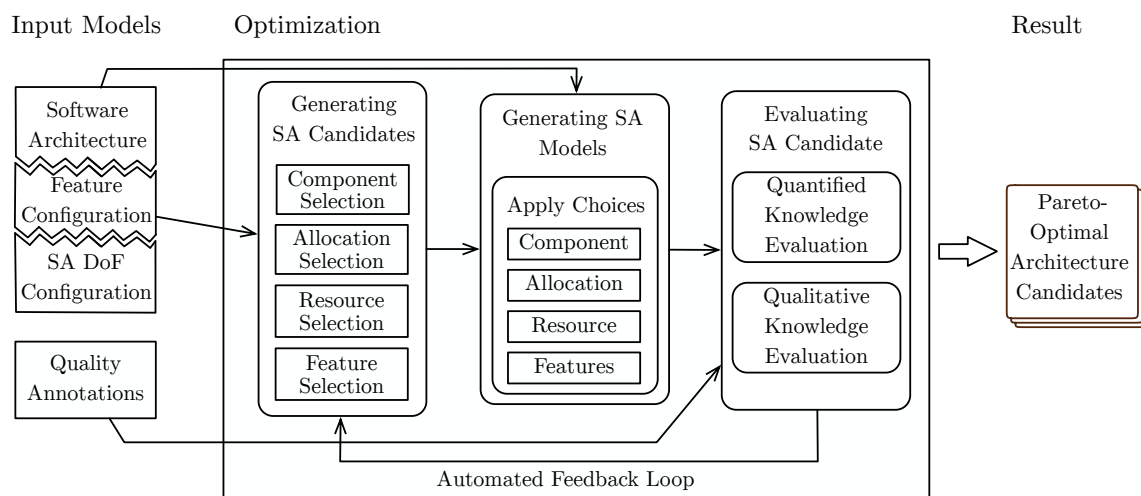 Input Models
Optimization
Result
Software
Architecture
Feature
Configuration
SA DoF
Configuration
Quality
Annotations
Generating
SA Candidates
Component
Selection
Allocation
Selection
Resource
Selection
Feature
Selection
Generating SA
Models
Apply Choices
Component
Allocation
Resource
Features
Evaluating
SA Candidate
Quantified
Knowledge
Evaluation
Qualitative
Knowledge
Evaluation
Automated Feedback Loop
Pareto-
Optimal
Architecture
Candidates